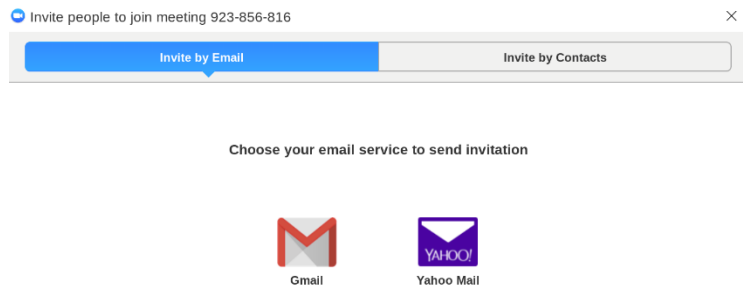 Invite people to join meeting 923-856-816
Invite by Email
Invite by Contacts
Choose your email service to send invitation
YAHOO!
Gmail
Yahoo Mail